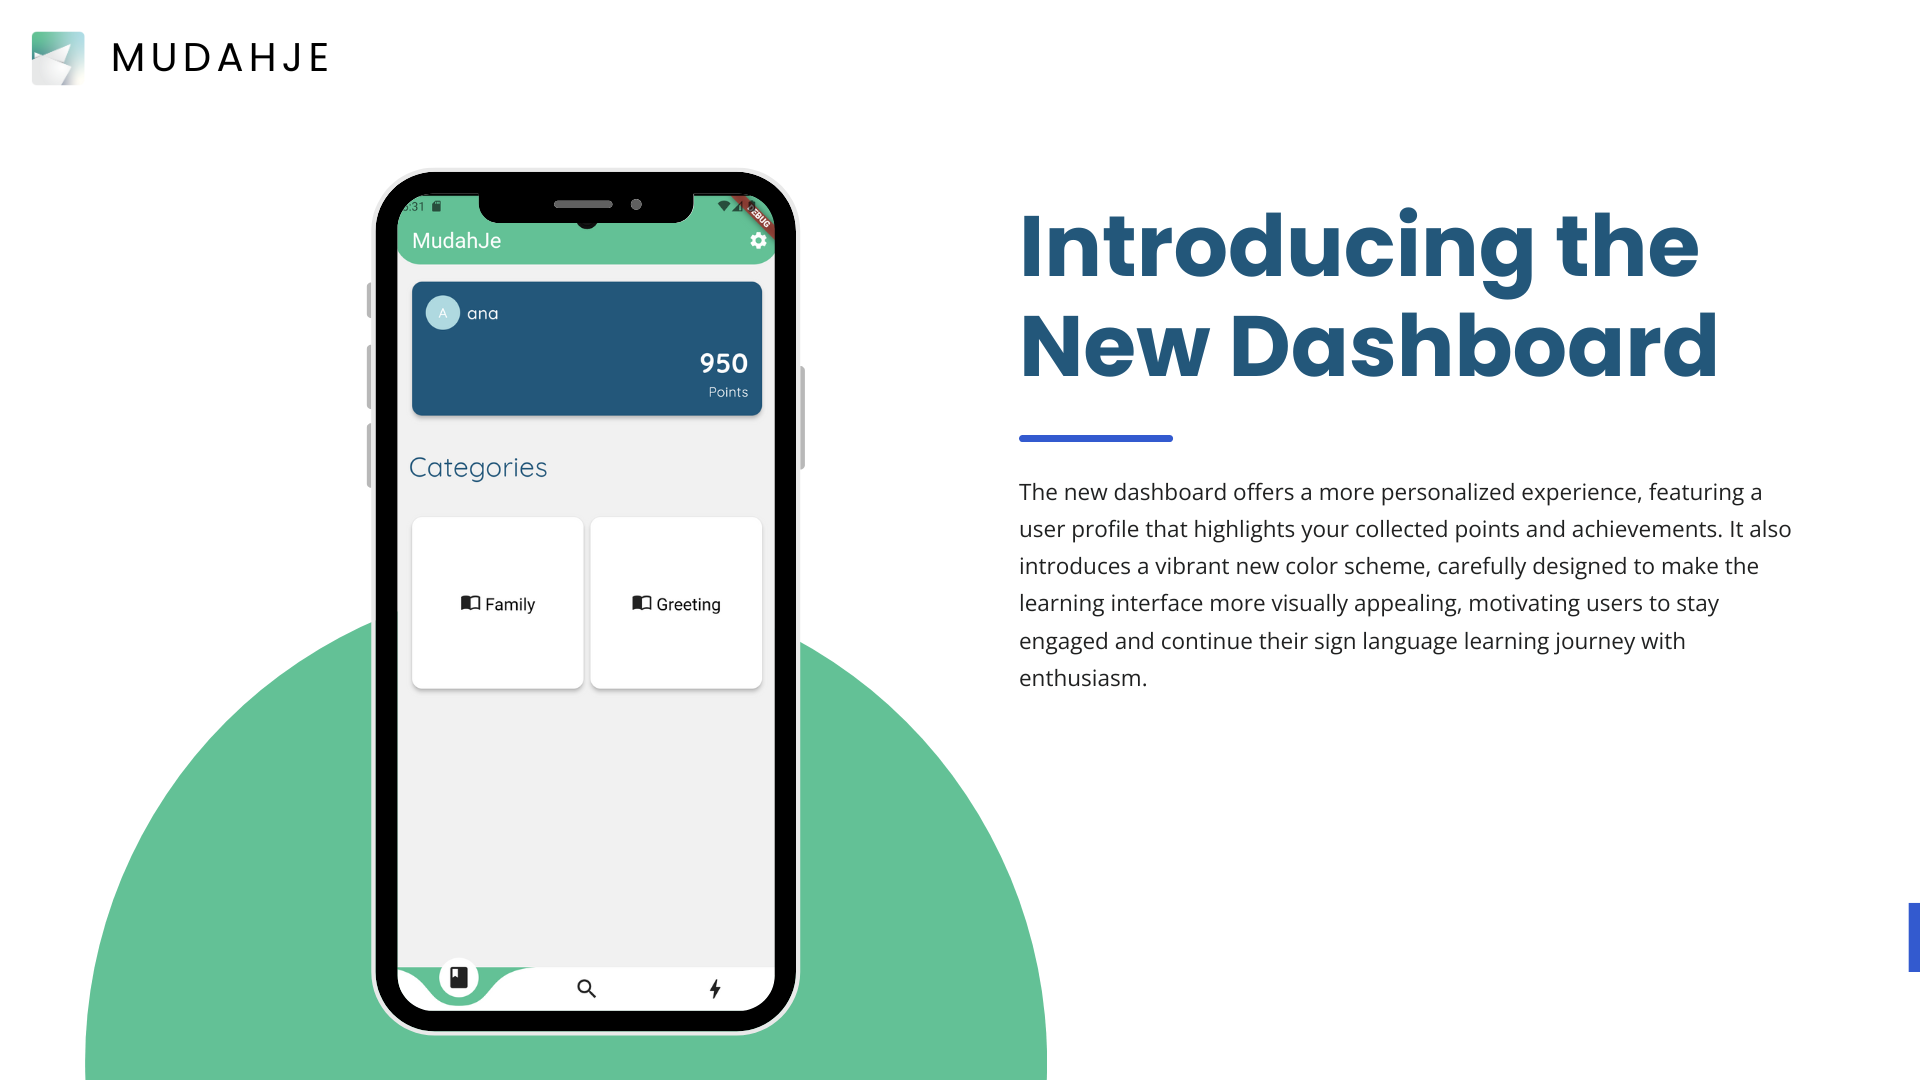 MUDAHJE
:31
DEBUG
MudahJe
A ana
950
Points
Categories
Family
Greeting
Introducing the
New Dashboard
The new dashboard offers a more personalized experience, featuring a
user profile that highlights your collected points and achievements. It also
introduces a vibrant new color scheme, carefully designed to make the
learning interface more visually appealing, motivating users to stay
engaged and continue their sign language learning journey with
enthusiasm.